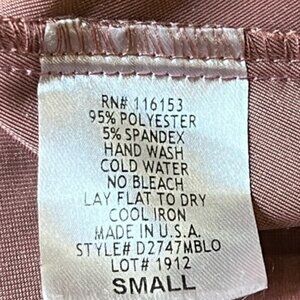 RN# 116153
95% POLYESTER
5% SPANDEX
HAND WASH
COLD WATER
NO BLEACH
LAY FLAT TO DRY
COOL IRON
MADE IN U.S.A.
STYLE# D2747MBLO
LOT# 1912
SMALL